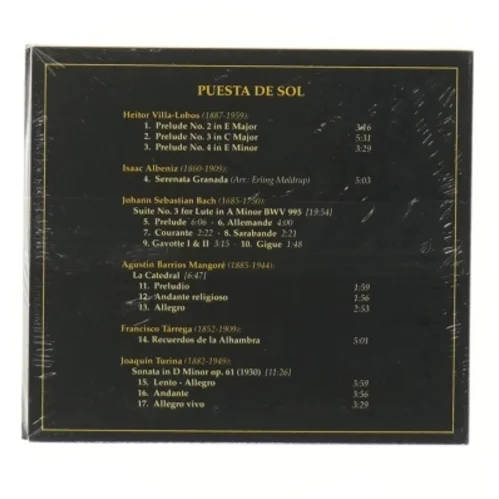 PUESTA DE SOL
Heitor Villa-Lobos (1887-1959):
1. Prelude No. 2 in E Major 3:16
2. Prelude No. 3 in C Major 5:31
3. Prelude No. 4 in E Minor 3:29
Isaac Albeniz (1860-1909):
4. Serenata Granada (Arr.: Erling Møldrup) 5:03
Johann Sebastian Bach (1685-1750):
Suite No. 3 for Lute in A Minor BWV 995 [19:54]
5. Prelude 6:06 - 6. Allemande 4:00
7. Courante 2:22 - 8. Sarabande 2:21
9. Gavotte I & II 3:15 - 10. Gigue 1:48
Agustín Barrios Mangoré (1885-1944):
La Catedral [6:47]
11. Preludio 1:59
12. Andante religioso 1:56
13. Allegro 2:53
Francisco Tárrega (1852-1909):
14. Recuerdos de la Alhambra 5:01
Joaquín Turina (1882-1949):
Sonata in D Minor op. 61 (1930) [11:26]
15. Lento - Allegro 3:59
16. Andante 3:56
17. Allegro vivo 3:29